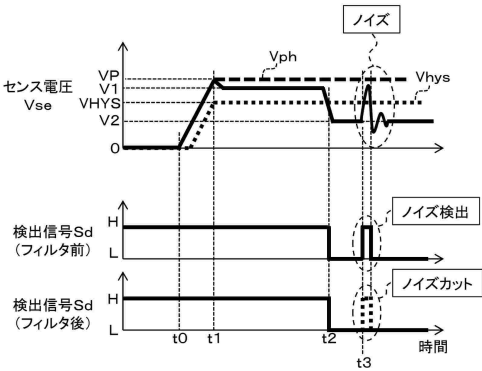 ノイズ
センス電圧
Vse
VP
V1
VHYS
V2
0
Vph
Vhys
検出信号Sd
(フィルタ前)
H
L
ノイズ検出
検出信号Sd
(フィルタ後)
H
L
ノイズカット
t0
t1
t2
t3
時間